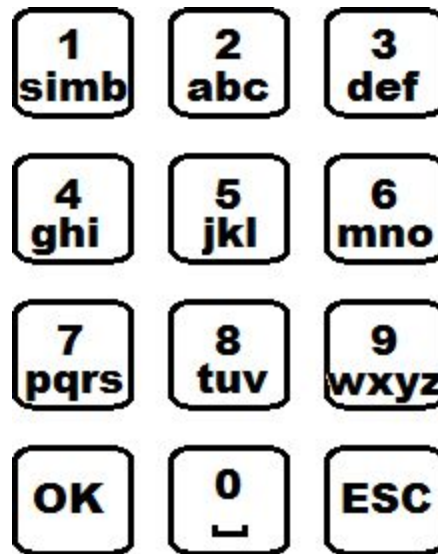 1 2 3
simb abc def
4 5 6
ghi jkl mno
7 8 9
pqrs tuv wxyz
OK 0 ESC